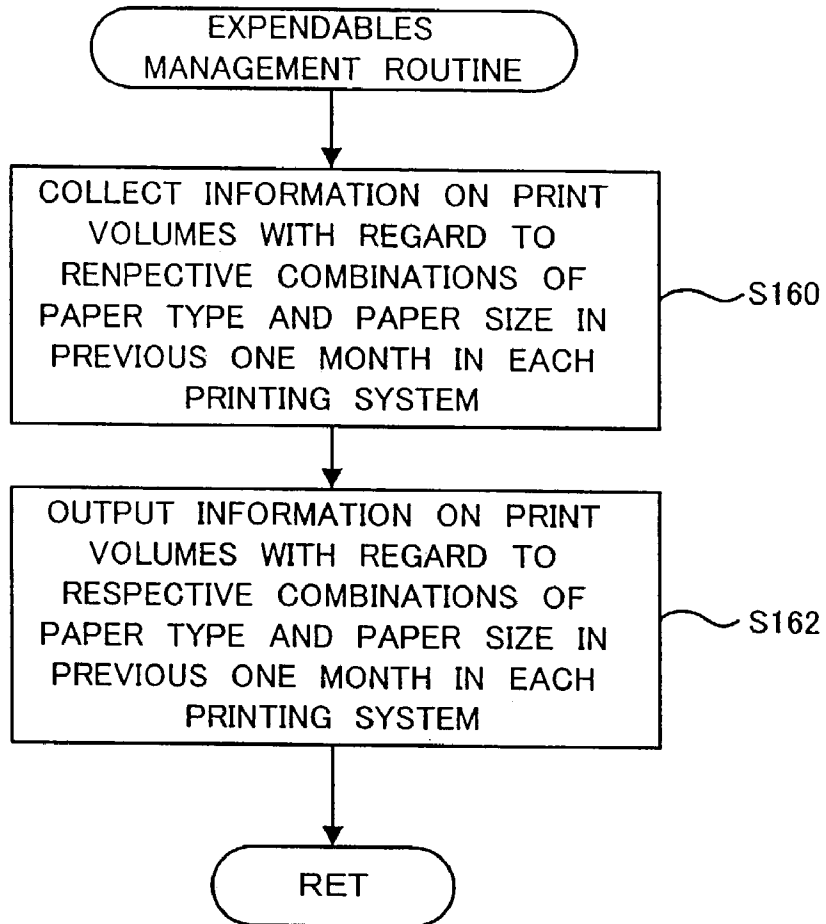 EXPENDABLES
MANAGEMENT ROUTINE
COLLECT INFORMATION ON PRINT
VOLUMES WITH REGARD TO
RENPECTIVE COMBINATIONS OF
PAPER TYPE AND PAPER SIZE IN
PREVIOUS ONE MONTH IN EACH
PRINTING SYSTEM
S160
OUTPUT INFORMATION ON PRINT
VOLUMES WITH REGARD TO
RESPECTIVE COMBINATIONS OF
PAPER TYPE AND PAPER SIZE IN
PREVIOUS ONE MONTH IN EACH
PRINTING SYSTEM
S162
RET